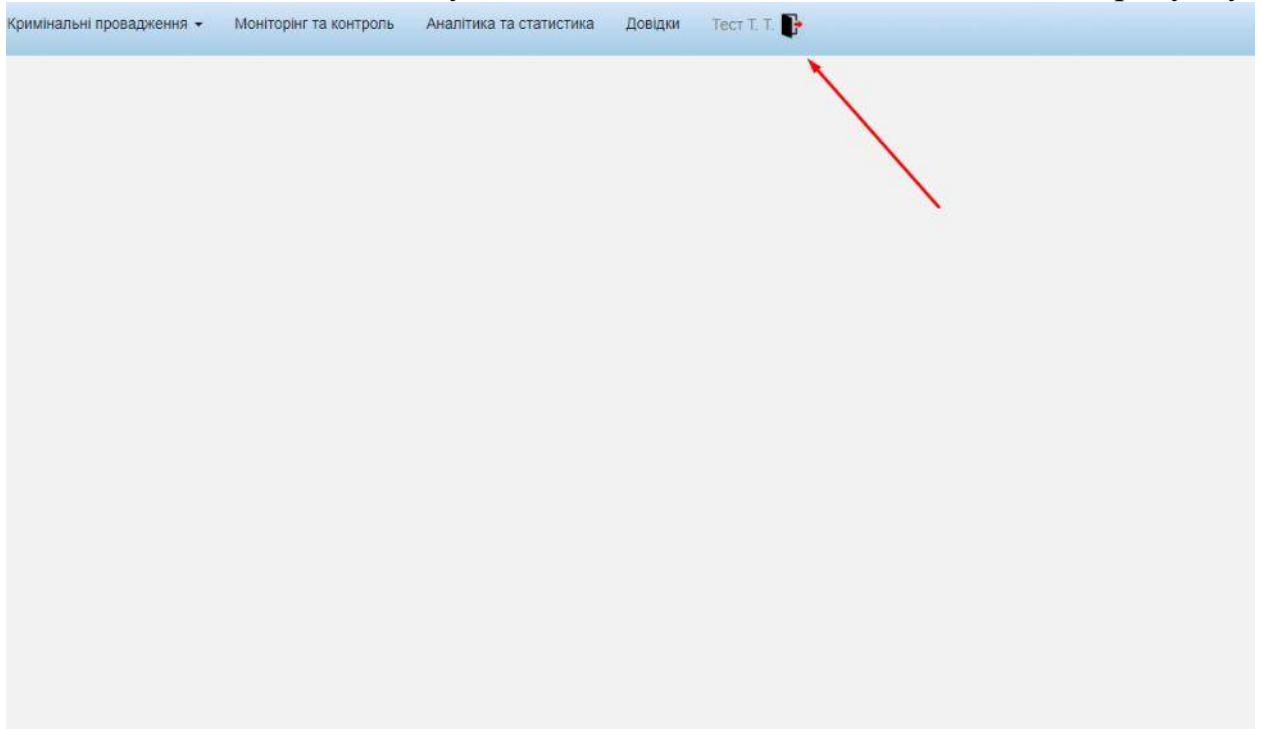 Кримінальні провадження Моніторінг та контроль Аналітика та статистика Довідки Тест Т. Т.